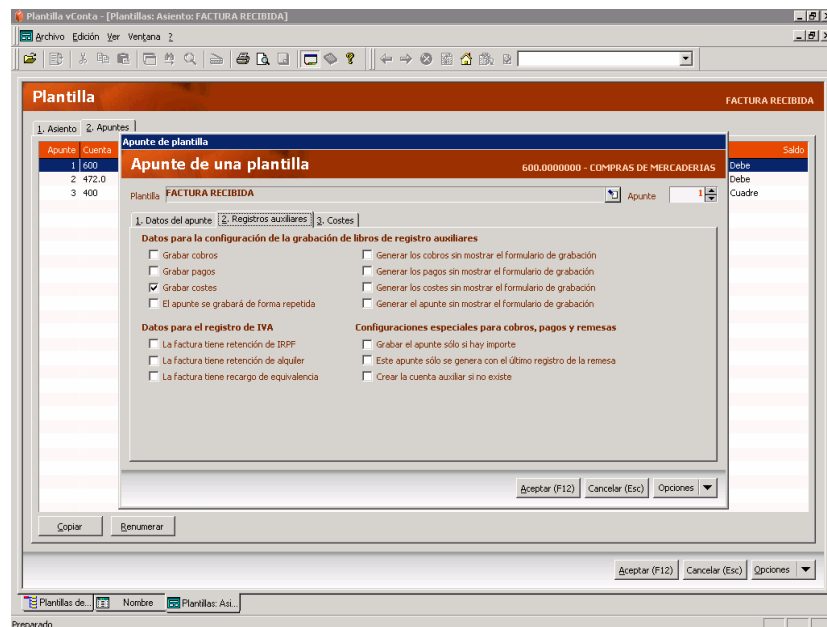 Plantilla vConta - [Plantillas: Asiento: FACTURA RECIBIDA]
Archivo Edición Ver Ventana ?
Plantilla
FACTURA RECIBIDA
1. Asiento 2. Apuntes
Apunte Cuenta Saldo
1 600 Debe
2 472.0 Debe
3 400 Cuadre
Apunte de plantilla
Apunte de una plantilla
600.0000000 - COMPRAS DE MERCADERIAS
Plantilla FACTURA RECIBIDA Apunte 1
1. Datos del apunte 2. Registros auxiliares 3. Costes
Datos para la configuración de la grabación de libros de registro auxiliares
Grabar cobros Generar los cobros sin mostrar el formulario de grabación
Grabar pagos Generar los pagos sin mostrar el formulario de grabación
Grabar costes Generar los costes sin mostrar el formulario de grabación
El apunte se grabará de forma repetida Generar el apunte sin mostrar el formulario de grabación
Datos para el registro de IVA Configuraciones especiales para cobros, pagos y remesas
La factura tiene retención de IRPF Grabar el apunte sólo si hay importe
La factura tiene retención de alquiler Este apunte sólo se genera con el último registro de la remesa
La factura tiene recargo de equivalencia Crear la cuenta auxiliar si no existe
Aceptar (F12) Cancelar (Esc) Opciones
Copiar Renumerar
Aceptar (F12) Cancelar (Esc) Opciones
Plantillas de... Nombre Plantillas: Asi...
Preparado